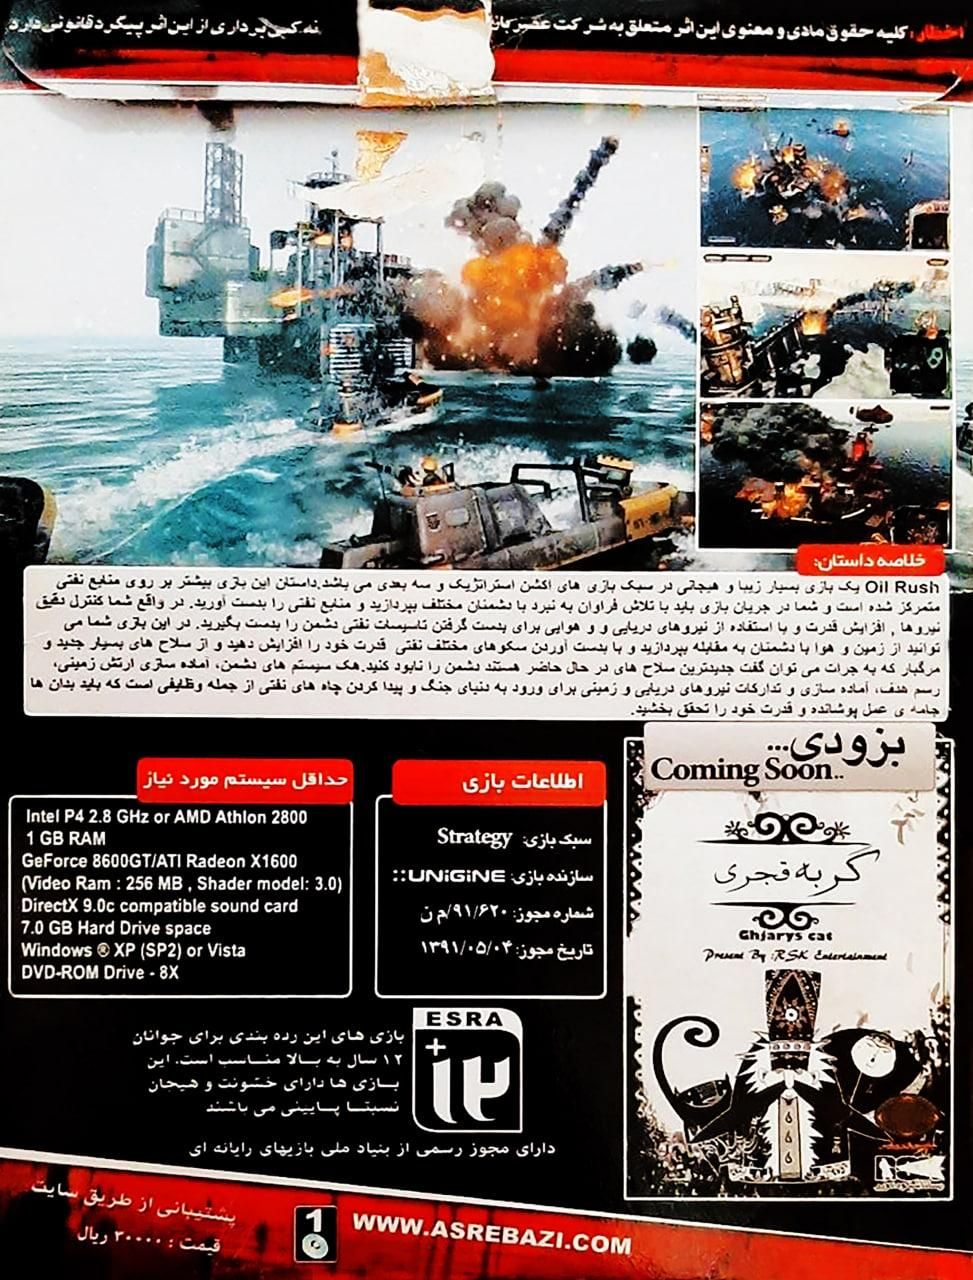 اخطار: کلیه حقوق مادی و معنوی این اثر متعلق به شرکت عصر
کپی برداری از این اثر پیگرد قانونی دارد
خلاصه داستان:
Oil Rush یک بازی بسیار زیبا و هیجانی در سبک بازی های اکشن استراتژیک و سه بعدی می باشد.داستان این بازی بیشتر بر روی منابع نفتی
متمرکز شده است و شما در جریان بازی باید با تلاش فراوان به نبرد با دشمنان مختلف بپردازید و منابع نفتی را بدست آورید. در واقع شما کنترل دقیق
نیروها , افزایش قدرت و با استفاده از نیروهای دریایی و و هوایی برای بدست گرفتن تاسیسات نفتی دشمن را بدست بگیرید. در این بازی شما می
توانید از زمین و هوا با دشمنان به مقابله بپردازید و با بدست آوردن سکوهای مختلف نفتی قدرت خود را افزایش دهید و از سلاح های بسیار جدید و
مرگبار که به جرات می توان گفت جدیدترین سلاح های در حال حاضر هستند دشمن را نابود کنید.هک سیستم های دشمن، آماده سازی ارتش زمینی،
رسم هدف، آماده سازی و تدارکات نیروهای دریایی و زمینی برای ورود به دنیای جنگ و پیدا کردن چاه های نفتی از جمله وظایفی است که باید بدان ها
جامه ی عمل پوشانده و قدرت خود را تحقق بخشید.
بزودی...
Coming Soon..
گربه قجری
Ghjarys cat
Present By :RSK Entertainment
اطلاعات بازی
سبک بازی: Strategy
سازنده بازی: UNiGiNE::
شماره مجوز: ۹۱/۶۲۰/م ن
تاریخ مجوز: ۱۳۹۱/۰۵/۰۴
حداقل سیستم مورد نیاز
Intel P4 2.8 GHz or AMD Athlon 2800
1 GB RAM
GeForce 8600GT/ATI Radeon X1600
(Video Ram : 256 MB , Shader model: 3.0)
DirectX 9.0c compatible sound card
7.0 GB Hard Drive space
Windows ® XP (SP2) or Vista
DVD-ROM Drive - 8X
ESRA
+۱۲
بازی های این رده بندی برای جوانان
۱۲ سال به بالا مناسب است. این
بازی ها دارای خشونت و هیجان
نسبتا پایینی می باشند
دارای مجوز رسمی از بنیاد ملی بازیهای رایانه ای
پشتیبانی از طریق سایت
WWW.ASREBAZI.COM
1
قیمت : ۳۰۰۰۰ ریال